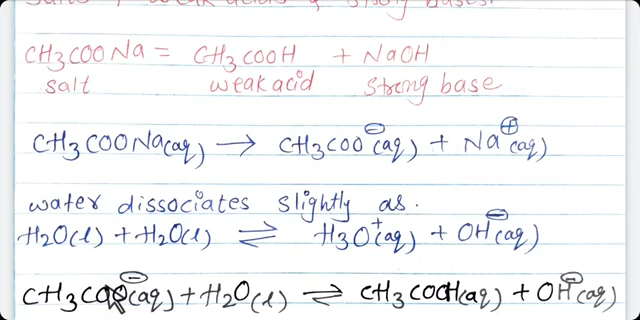 CH3COONa = CH3COOH + NaOH
salt weak acid strong base
CH3COONa(aq) → CH3COO⊖(aq) + Na⊕(aq)
water dissociates slightly as.
H2O(l) + H2O(l) ⇌ H3O+(aq) + OH⊖(aq)
CH3COO⊖(aq) + H2O(l) ⇌ CH3COOH(aq) + OH⊖(aq)